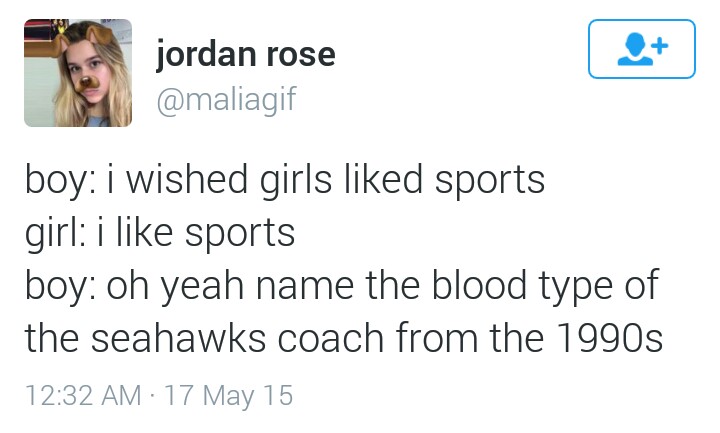 jordan rose
@maliagif
boy: i wished girls liked sports
girl: i like sports
boy: oh yeah name the blood type of
the seahawks coach from the 1990s
12:32 AM · 17 May 15